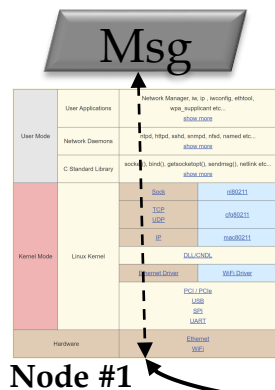 Msg
User Mode
User Applications
Network Manager, iw, ip , iwconfig, ethtool,
wpa_supplicant etc...
show more
Network Daemons
ntpd, httpd, sshd, snmpd, nfsd, named etc...
show more
C Standard Library
socket(), bind(), getsocketopt(), sendmsg(), netlink etc...
show more
Kernel Mode
Linux Kernel
Sock
nl80211
TCP
UDP
cfg80211
IP
mac80211
DLL/CNDL
Ethernet Driver
WiFi Driver
PCI / PCIe
USB
SPI
UART
Hardware
Ethernet
WiFi
Node #1